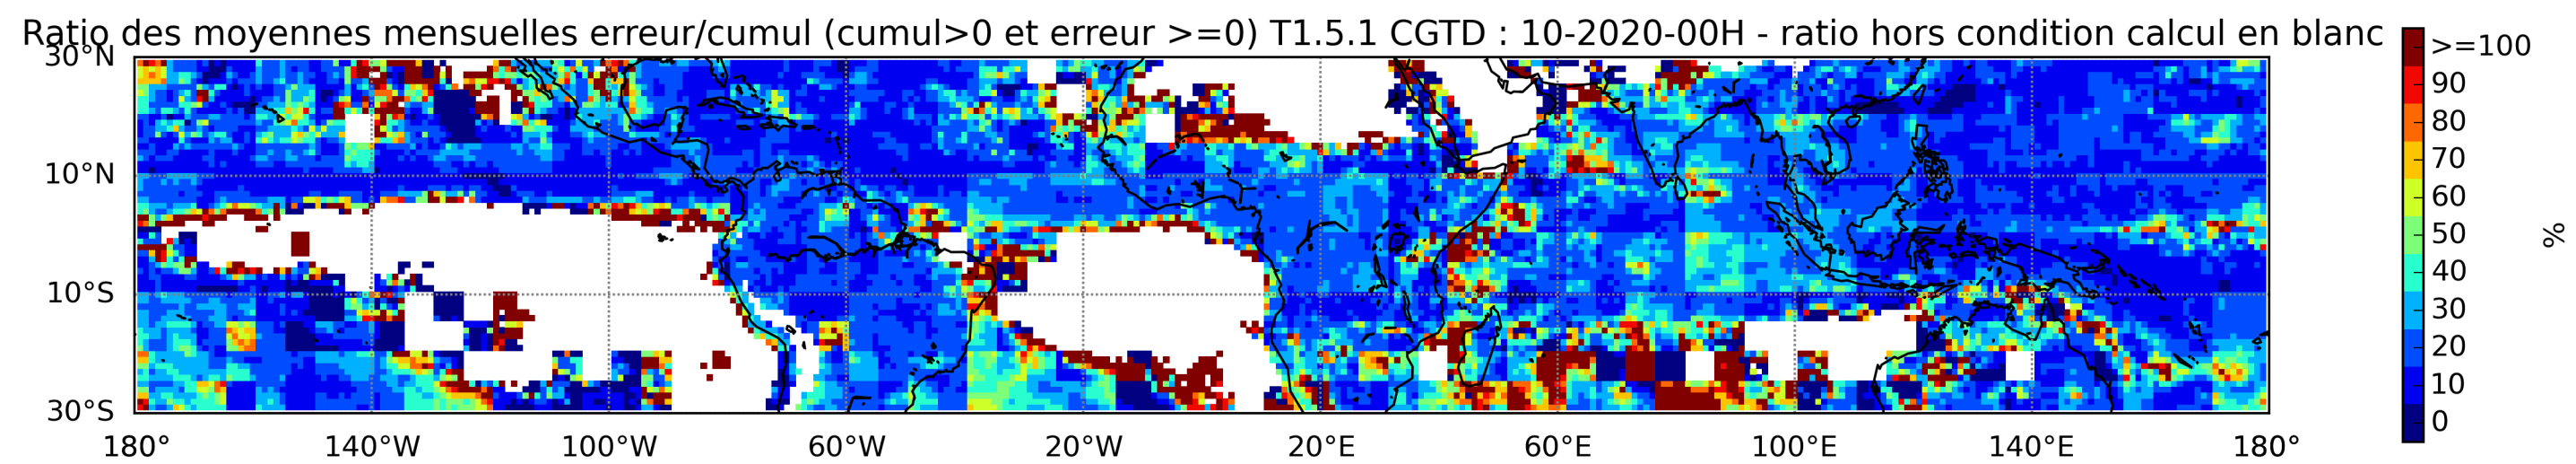 Ratio des moyennes mensuelles erreur/cumul (cumul>0 et erreur >=0) T1.5.1 CGTD : 10-2020-00H - ratio hors condition calcul en blanc
30°N
10°N
10°S
30°S
180°
140°W
100°W
60°W
20°W
20°E
60°E
100°E
140°E
180°
>=100
90
80
70
60
50
40
30
20
10
0
%